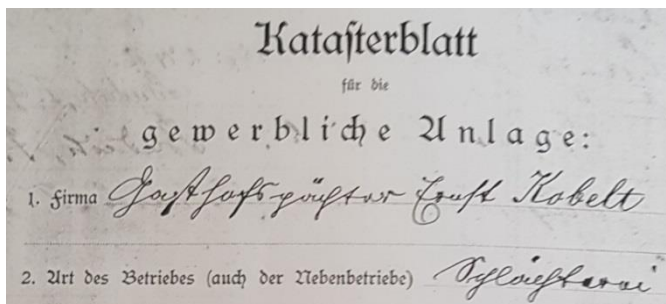 Katasterblatt
für die
gewerbliche Anlage:
1. Firma Gasthofspächter Ernst Kobelt
2. Art des Betriebes (auch der Nebenbetriebe) Schlächterei